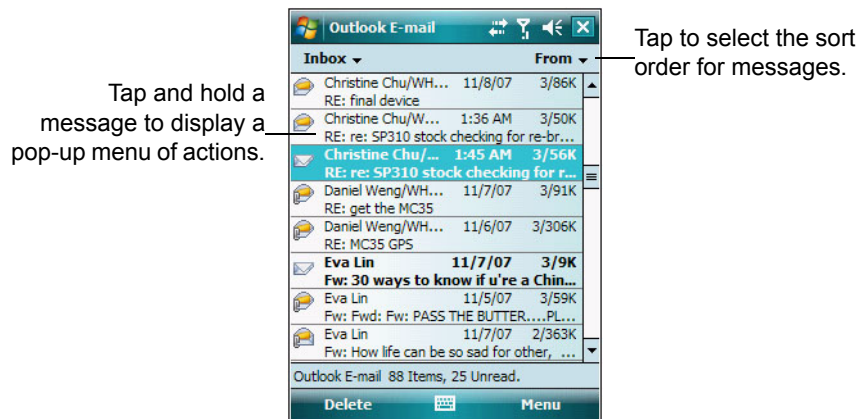 Outlook E-mail
Inbox From
Christine Chu/WH... 11/8/07 3/86K
RE: final device
Christine Chu/W... 1:36 AM 3/50K
RE: re: SP310 stock checking for re-br...
Christine Chu/... 1:45 AM 3/56K
RE: re: SP310 stock checking for r...
Daniel Weng/WH... 11/7/07 3/91K
RE: get the MC35
Daniel Weng/WH... 11/6/07 3/306K
RE: MC35 GPS
Eva Lin 11/7/07 3/9K
Fw: 30 ways to know if u're a Chin...
Eva Lin 11/5/07 3/59K
Fw: Fwd: Fw: PASS THE BUTTER....PL...
Eva Lin 11/7/07 2/363K
Fw: How life can be so sad for other, ...
Outlook E-mail 88 Items, 25 Unread.
Delete Menu
Tap and hold a
message to display a
pop-up menu of actions.
Tap to select the sort
order for messages.